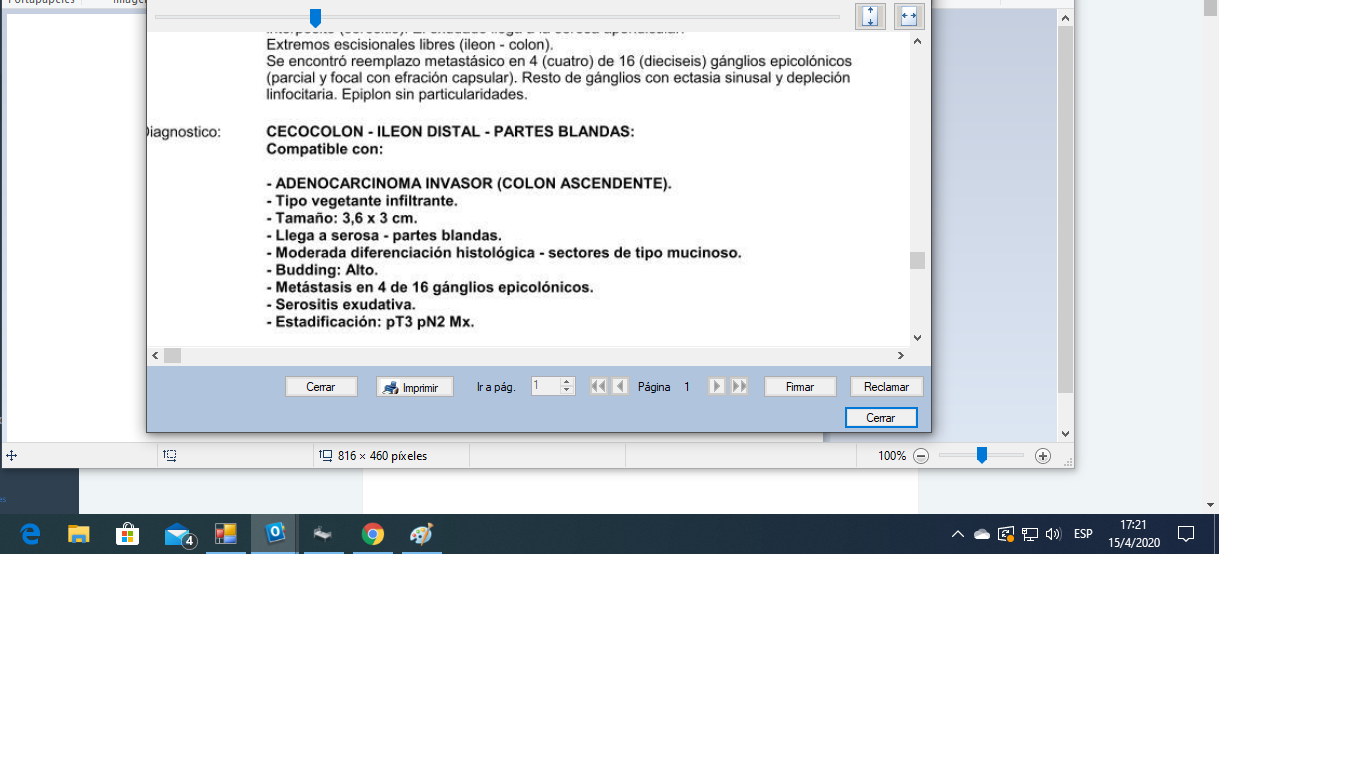 Extremos escisionales libres (ileon - colon).
Se encontró reemplazo metastásico en 4 (cuatro) de 16 (dieciseis) gánglios epicolónicos
(parcial y focal con efración capsular). Resto de gánglios con ectasia sinusal y depleción
linfocitaria. Epiplon sin particularidades.
Diagnostico: CECOCOLON - ILEON DISTAL - PARTES BLANDAS:
Compatible con:
- ADENOCARCINOMA INVASOR (COLON ASCENDENTE).
- Tipo vegetante infiltrante.
- Tamaño: 3,6 x 3 cm.
- Llega a serosa - partes blandas.
- Moderada diferenciación histológica - sectores de tipo mucinoso.
- Budding: Alto.
- Metástasis en 4 de 16 gánglios epicolónicos.
- Serositis exudativa.
- Estadificación: pT3 pN2 Mx.
Cerrar Imprimir Ir a pág. 1 Página 1 Firmar Reclamar
Cerrar
816 × 460 píxeles 100%
4 ESP 17:21
15/4/2020